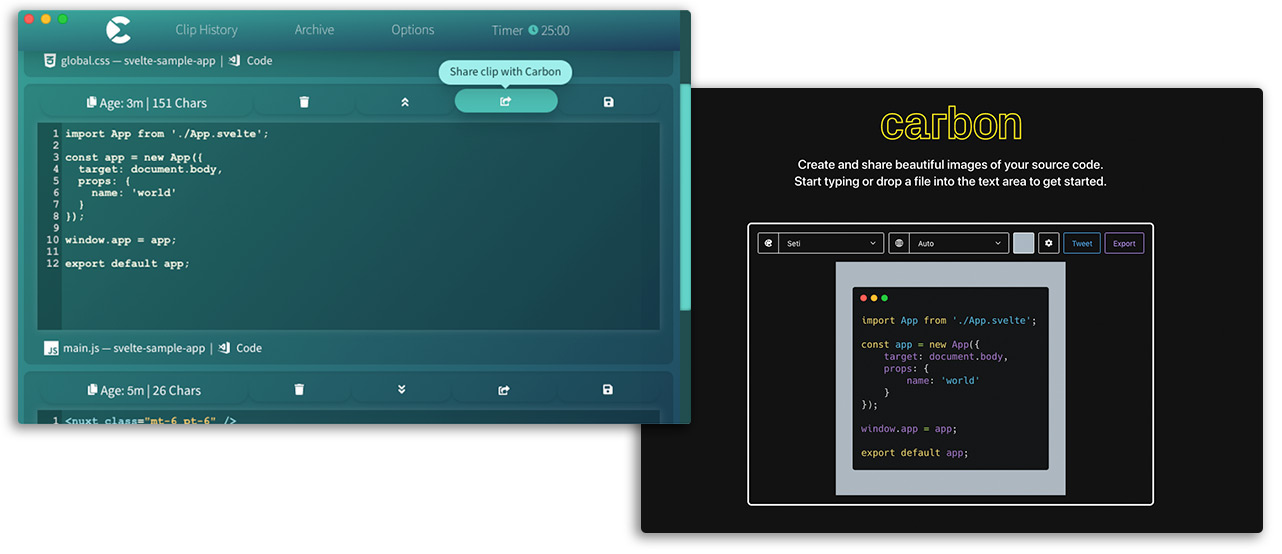 Clip History
Archive
Options
Timer 25:00
global.css — svelte-sample-app | Code
Share clip with Carbon
Age: 3m | 151 Chars
1 import App from './App.svelte';
2
3 const app = new App({
4 target: document.body,
5 props: {
6 name: 'world'
7 }
8 });
9
10 window.app = app;
11
12 export default app;
JS main.js — svelte-sample-app | Code
Age: 5m | 26 Chars
1 <nuxt class="mt-6 pt-6" />
carbon
Create and share beautiful images of your source code.
Start typing or drop a file into the text area to get started.
Seti
Auto
Tweet
Export
import App from './App.svelte';
const app = new App({
target: document.body,
props: {
name: 'world'
}
});
window.app = app;
export default app;